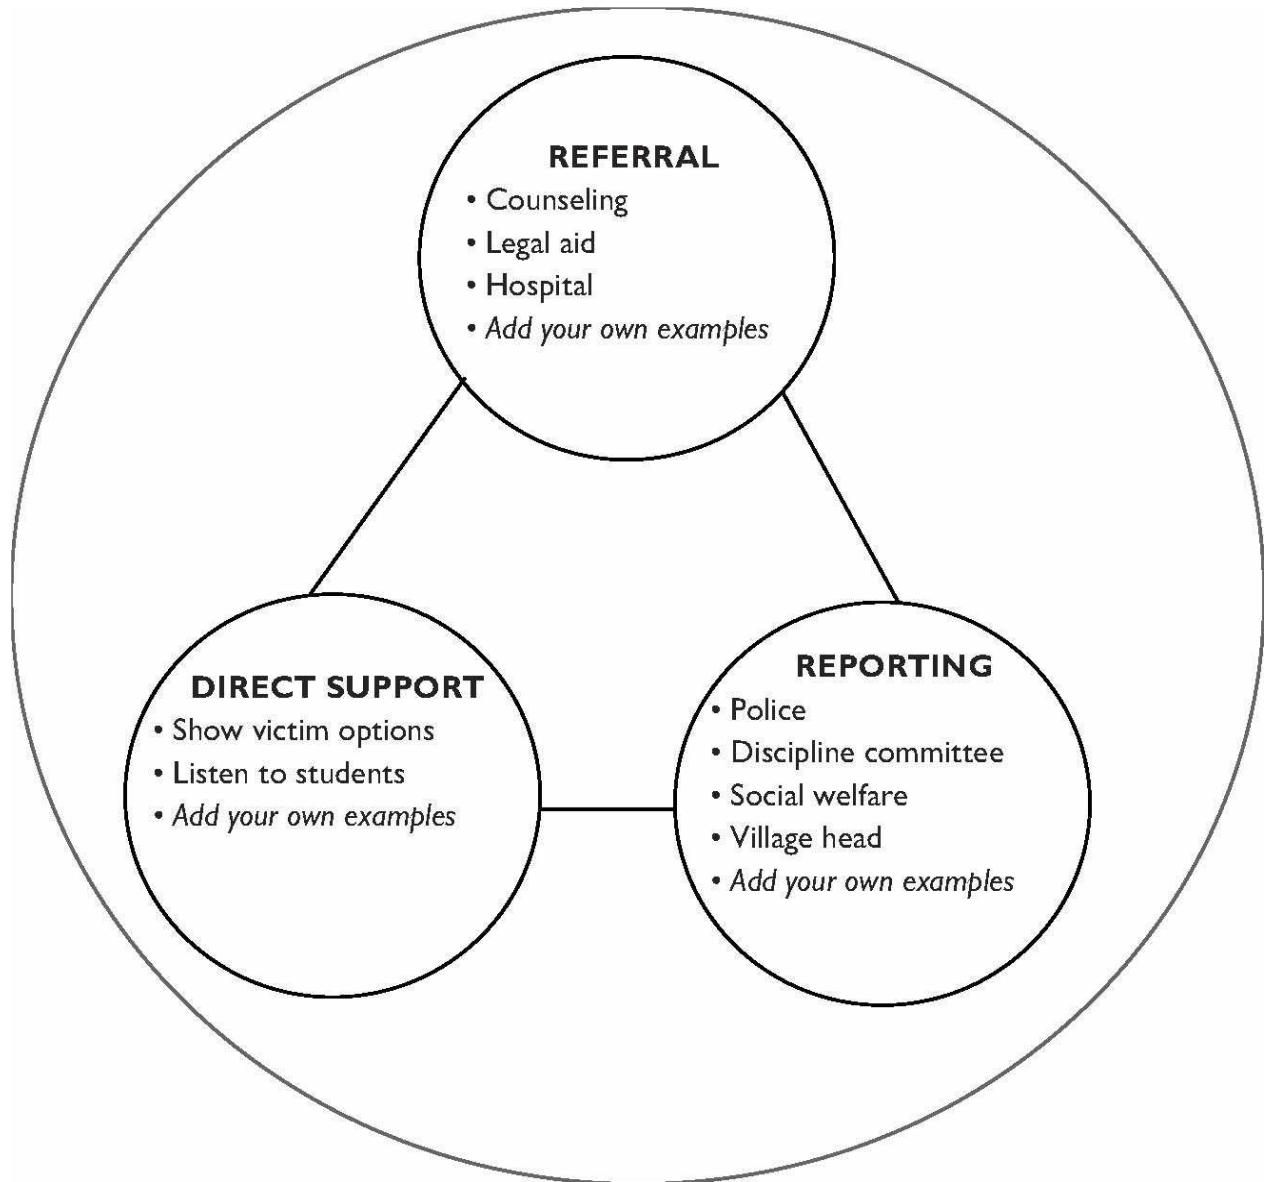 REFERRAL
• Counseling
• Legal aid
• Hospital
• Add your own examples
DIRECT SUPPORT
• Show victim options
• Listen to students
• Add your own examples
REPORTING
• Police
• Discipline committee
• Social welfare
• Village head
• Add your own examples